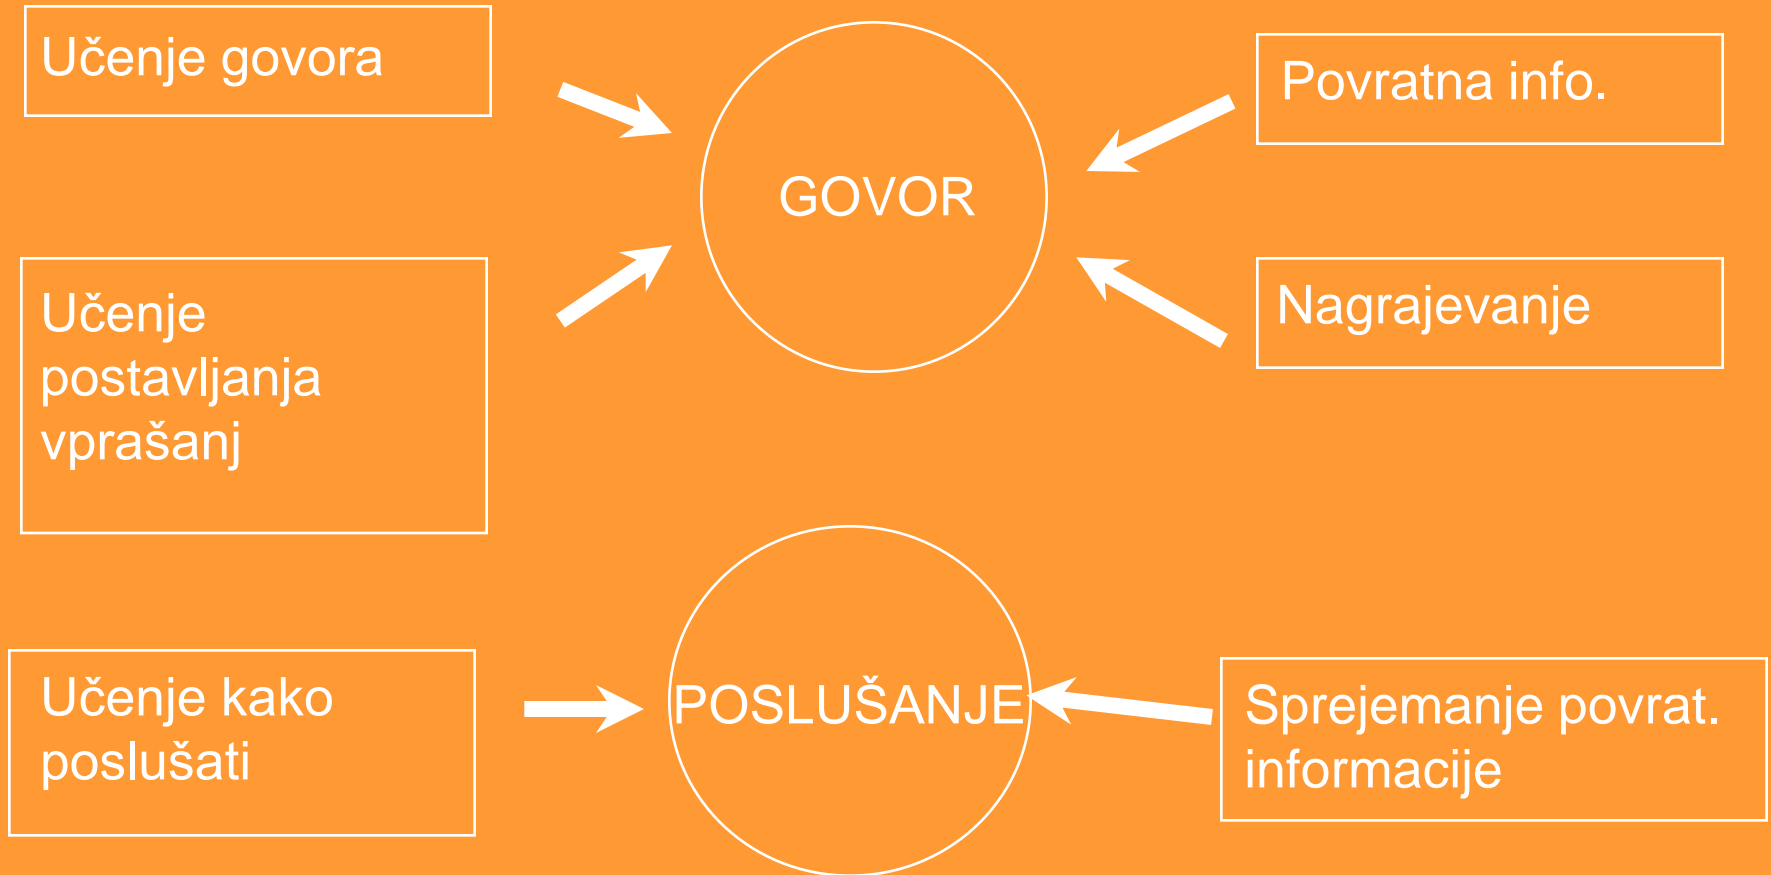 Učenje govora
GOVOR
Povratna info.
Učenje
postavljanja
vprašanj
Nagrajevanje
Učenje kako
poslušati
POSLUŠANJE
Sprejemanje povrat.
informacije